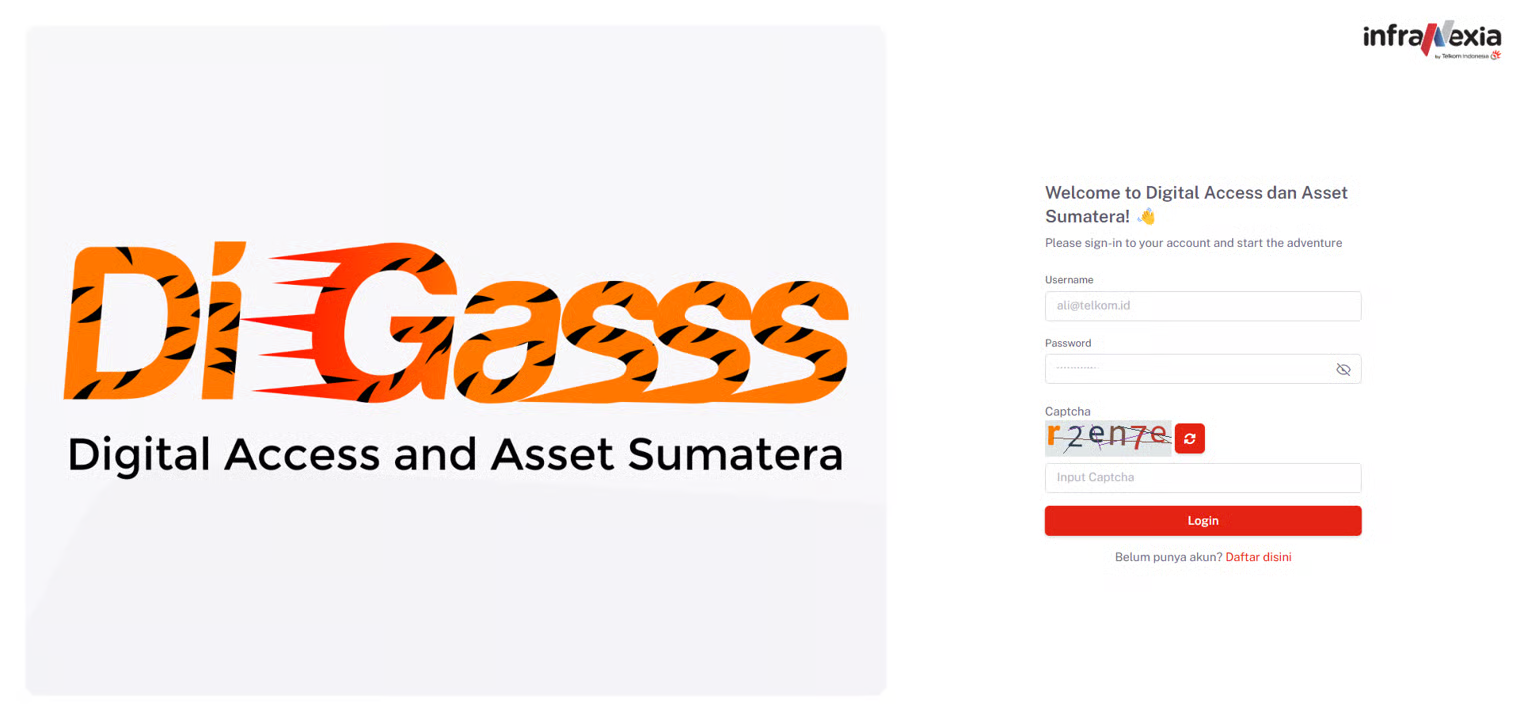 Di Gasss
Digital Access and Asset Sumatera
infraNexia
by Telkom Indonesia
Welcome to Digital Access dan Asset
Sumatera! 👋
Please sign-in to your account and start the adventure
Username
ali@telkom.id
Password
············
Captcha
r2en7e
Input Captcha
Login
Belum punya akun? Daftar disini